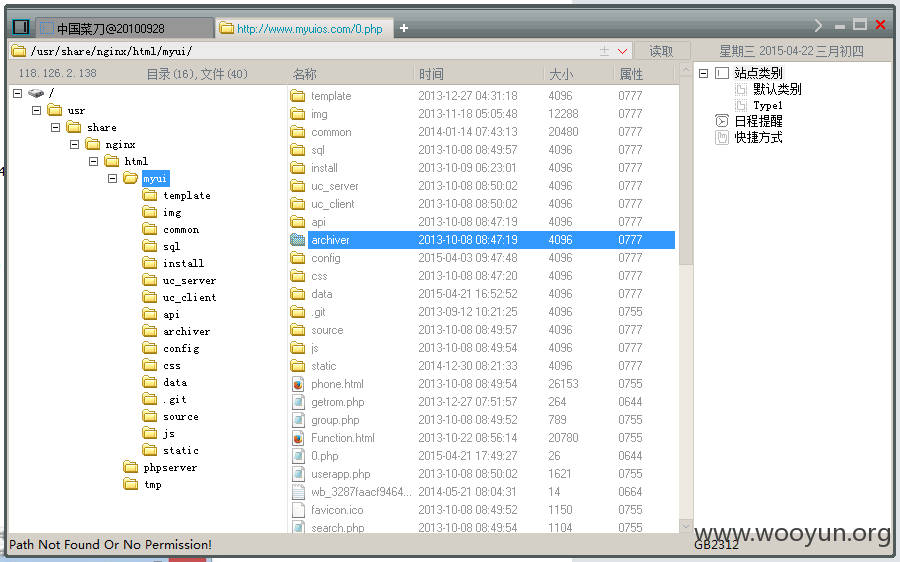 中国菜刀@20100928
http://www.myuios.com/0.php
+
/usr/share/nginx/html/myui/
读取
星期三 2015-04-22 三月初四
118.126.2.138
目录(16),文件(40)
名称 时间 大小 属性
/
usr
share
nginx
html
myui
template
img
common
sql
install
uc_server
uc_client
api
archiver
config
css
data
.git
source
js
static
phpserver
tmp
template 2013-12-27 04:31:18 4096 0777
img 2013-11-18 05:05:48 12288 0777
common 2014-01-14 07:43:13 20480 0777
sql 2013-10-08 08:49:57 4096 0777
install 2013-10-09 06:23:01 4096 0777
uc_server 2013-10-08 08:50:02 4096 0777
uc_client 2013-10-08 08:50:02 4096 0777
api 2013-10-08 08:47:19 4096 0777
archiver 2013-10-08 08:47:19 4096 0777
config 2015-04-03 09:47:48 4096 0777
css 2013-10-08 08:47:20 4096 0777
data 2015-04-21 16:52:52 4096 0777
.git 2013-09-12 10:21:25 4096 0755
source 2013-10-08 08:49:57 4096 0777
js 2013-10-08 08:49:54 4096 0777
static 2014-12-30 08:21:33 4096 0777
phone.html 2013-10-08 08:49:54 26153 0755
getrom.php 2013-12-27 07:51:57 264 0644
group.php 2013-10-08 08:49:52 789 0755
Function.html 2013-10-22 08:56:14 20780 0755
0.php 2015-04-21 17:49:27 26 0644
userapp.php 2013-10-08 08:50:02 1621 0755
wb_3287faacf9464... 2014-05-21 08:04:31 14 0664
favicon.ico 2013-10-08 08:49:52 1150 0755
search.php 2013-10-08 08:49:54 1104 0755
站点类别
默认类别
Type1
日程提醒
快捷方式
Path Not Found Or No Permission!
GB2312
www.wooyun.org